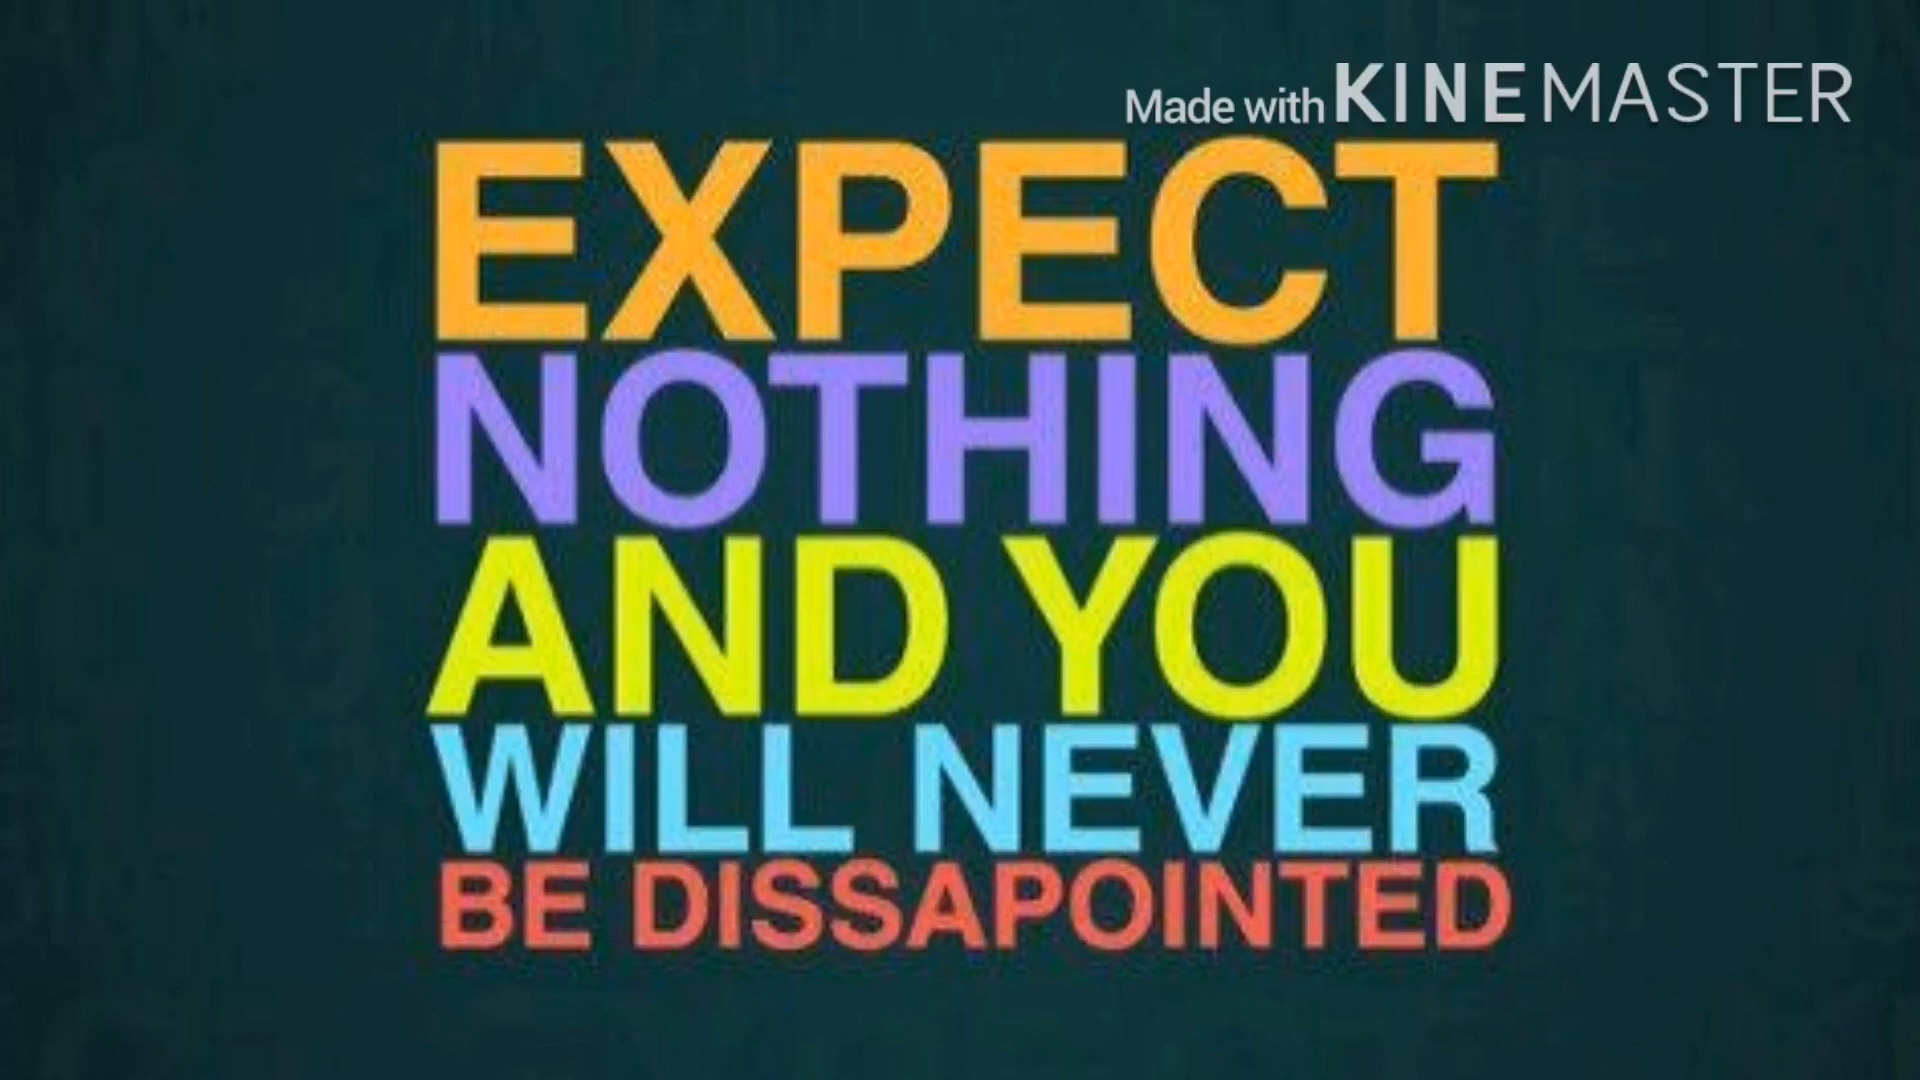 Made with KINEMASTER
EXPECT
NOTHING
AND YOU
WILL NEVER
BE DISSAPOINTED